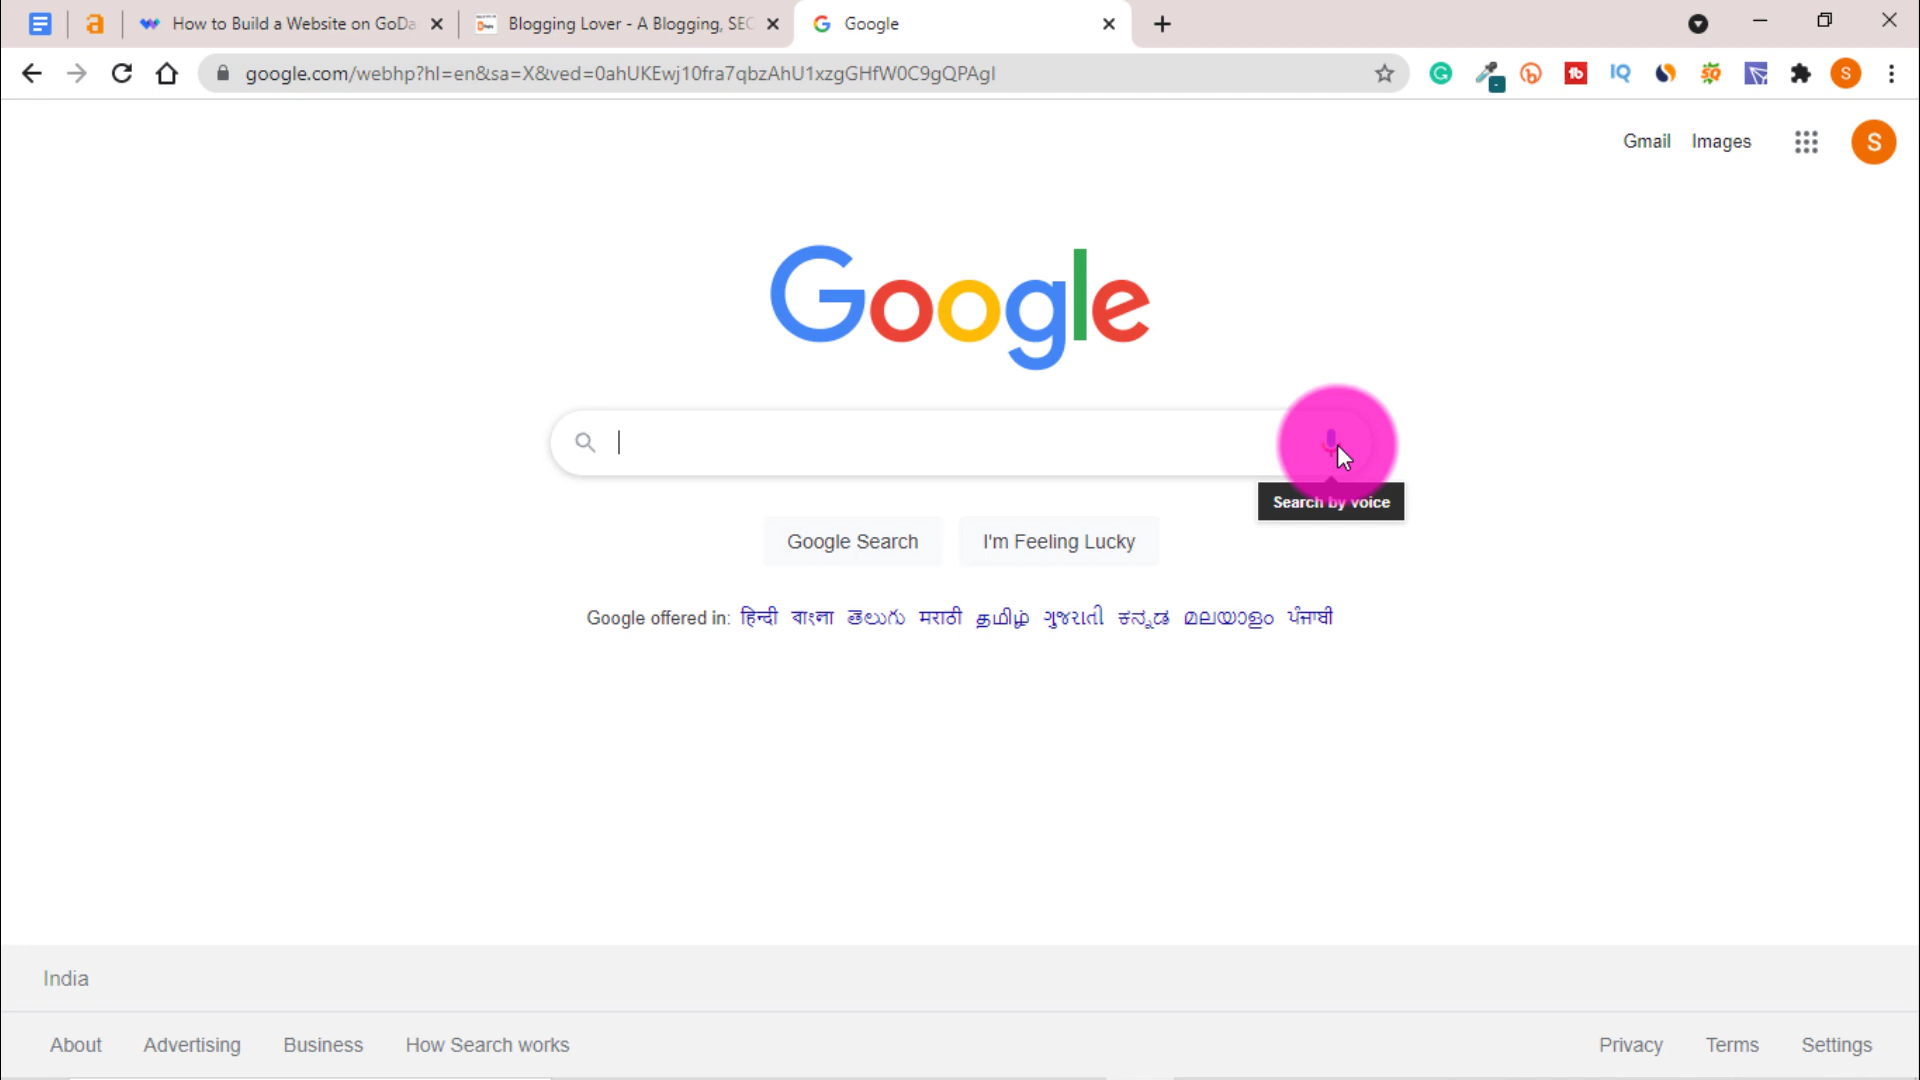 How to Build a Website on GoDa
Blogging Lover - A Blogging, SEO
Google
google.com/webhp?hl=en&sa=X&ved=0ahUKEwj10fra7qbzAhU1xzgGHfW0C9gQPAgI
S
Gmail Images
S
Google
Search by voice
Google Search I'm Feeling Lucky
Google offered in: हिन्दी বাংলা తెలుగు मराठी தமிழ் ગુજરાતી ಕನ್ನಡ മലയാളം ਪੰਜਾਬੀ
India
About Advertising Business How Search works Privacy Terms Settings